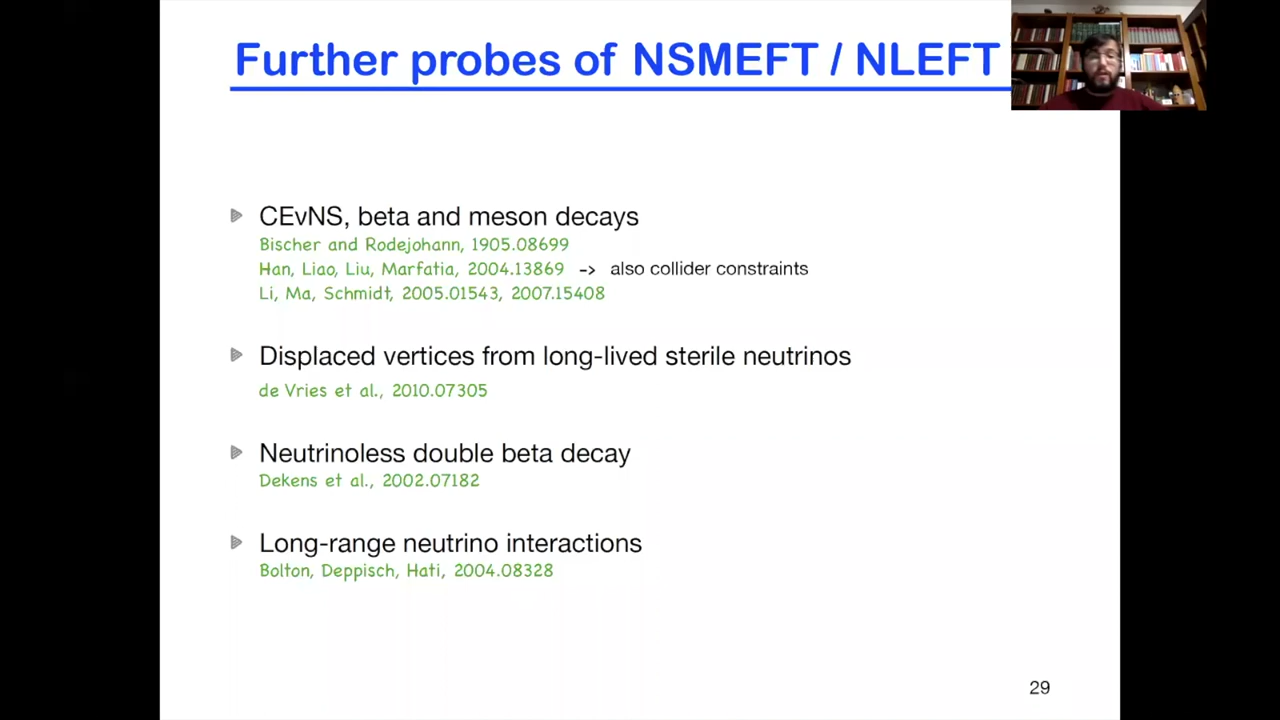 Further probes of NSMEFT / NLEFT
CEvNS, beta and meson decays
Bischer and Rodejohann, 1905.08699
Han, Liao, Liu, Marfatia, 2004.13869 -> also collider constraints
Li, Ma, Schmidt, 2005.01543, 2007.15408
Displaced vertices from long-lived sterile neutrinos
de Vries et al., 2010.07305
Neutrinoless double beta decay
Dekens et al., 2002.07182
Long-range neutrino interactions
Bolton, Deppisch, Hati, 2004.08328
29